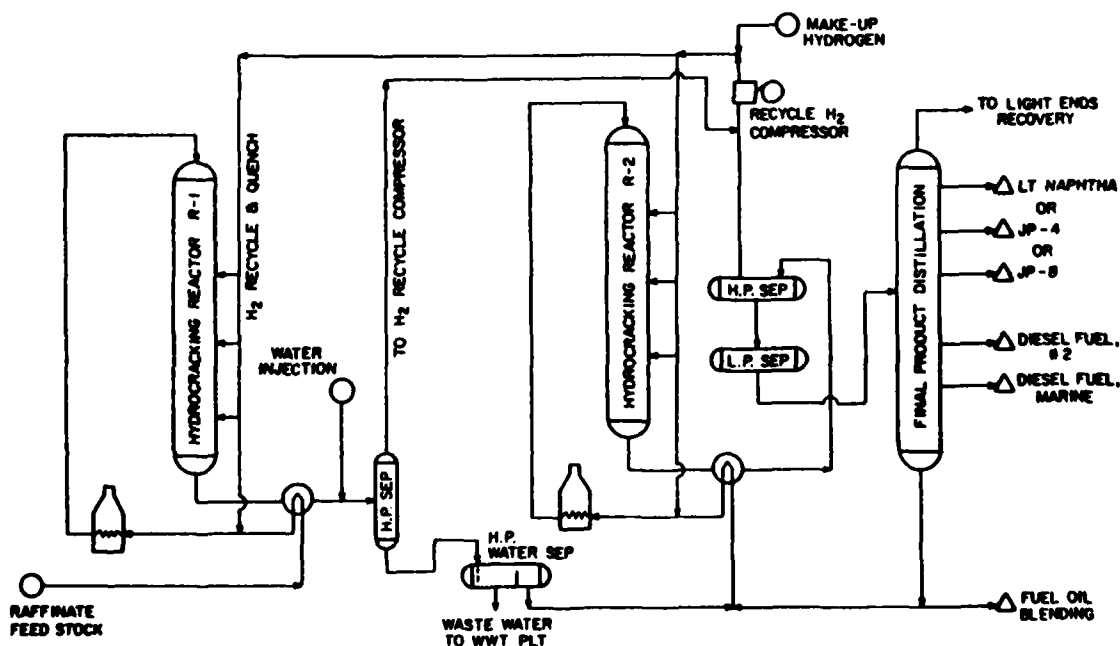 MAKE-UP
HYDROGEN
RECYCLE H2
COMPRESSOR
TO LIGHT ENDS
RECOVERY
HYDROCRACKING REACTOR R-1
H2 RECYCLE & QUENCH
TO H2 RECYCLE COMPRESSOR
HYDROCRACKING REACTOR R-2
H.P. SEP
L.P. SEP
FINAL PRODUCT DISTILLATION
LT NAPHTHA
OR
JP-4
OR
JP-8
DIESEL FUEL,
#2
DIESEL FUEL,
MARINE
WATER
INJECTION
H.P. SEP
H.P.
WATER SEP
RAFFINATE
FEED STOCK
WASTE WATER
TO WWT PLT
FUEL OIL
BLENDING